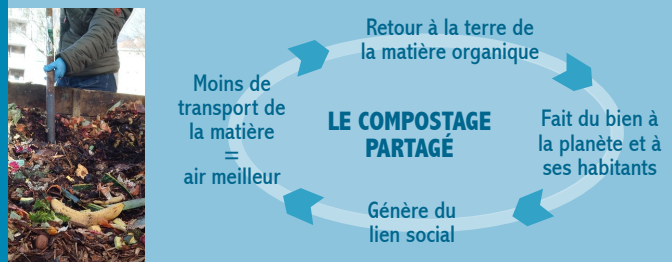 Retour à la terre de
la matière organique
Fait du bien à
la planète et à
ses habitants
Génère du
lien social
Moins de
transport de
la matière
=
air meilleur
LE COMPOSTAGE
PARTAGÉ